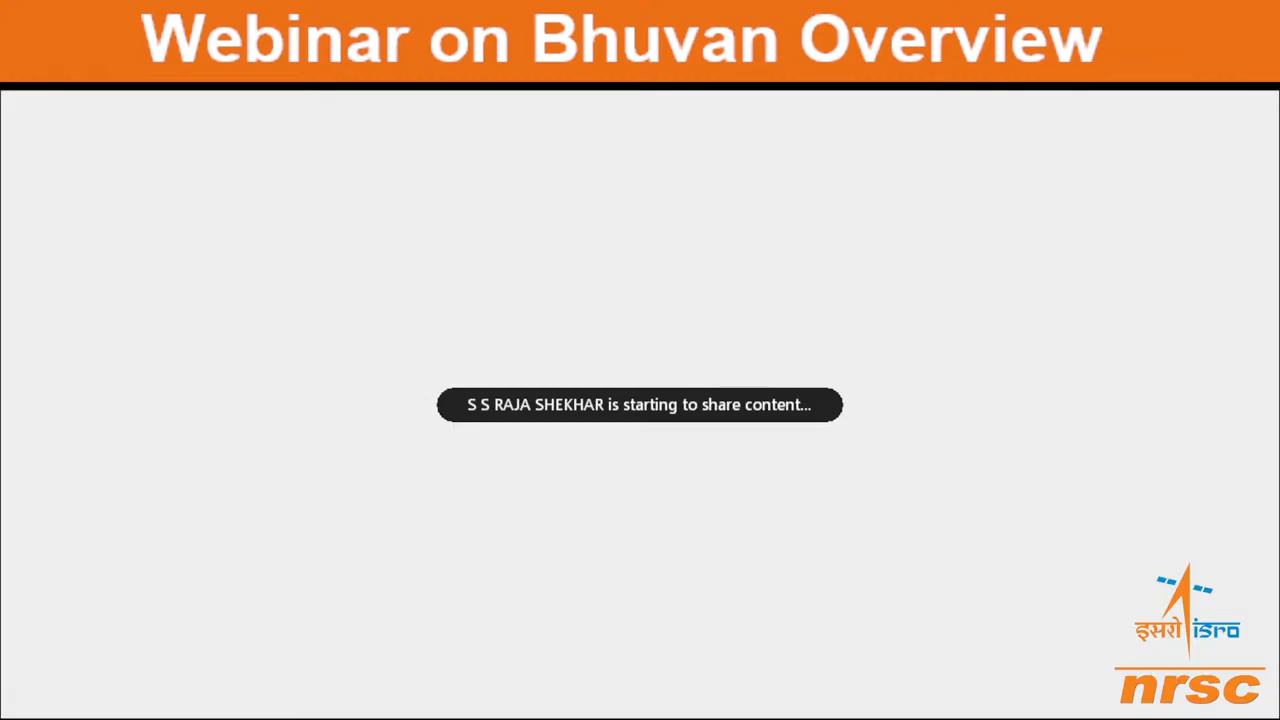 Webinar on Bhuvan Overview
S S RAJA SHEKHAR is starting to share content...
इसरो isro
nrsc